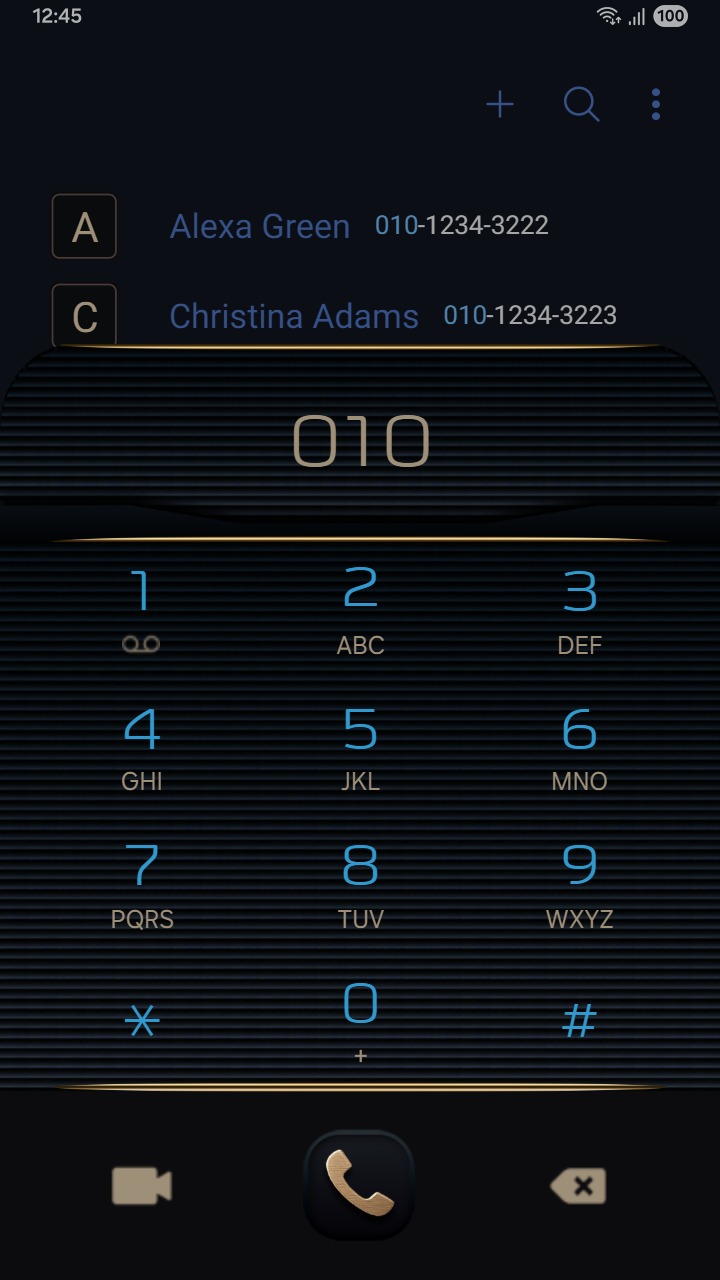 12:45 100
A Alexa Green 010-1234-3222
C Christina Adams 010-1234-3223
010
1 2 3
ABC DEF
4 5 6
GHI JKL MNO
7 8 9
PQRS TUV WXYZ
* 0 #
+